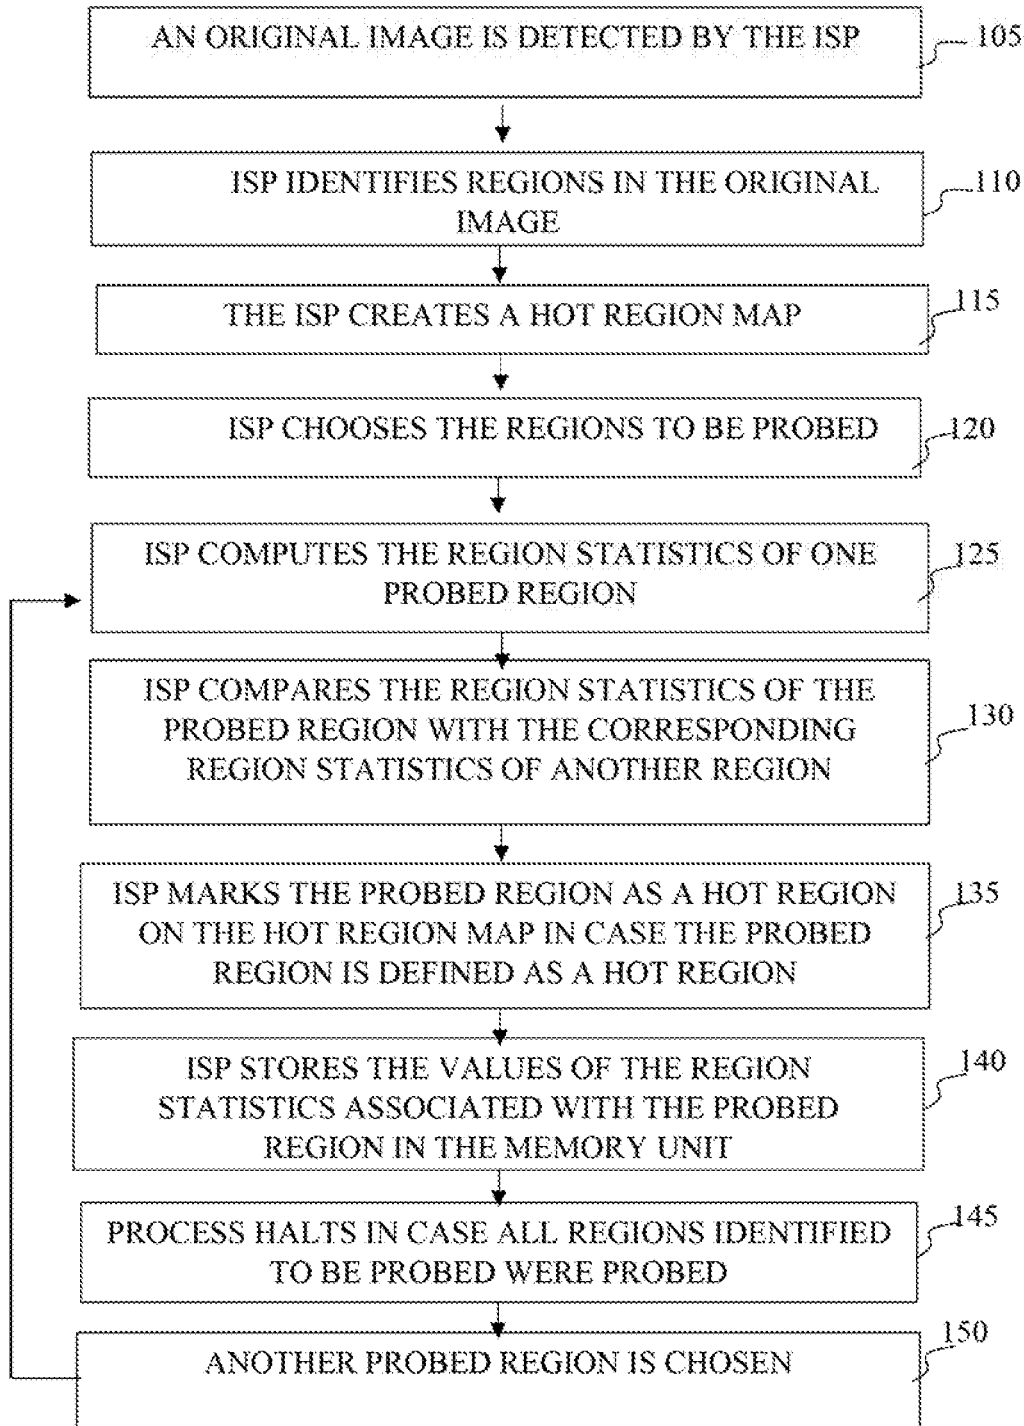 AN ORIGINAL IMAGE IS DETECTED BY THE ISP
105
ISP IDENTIFIES REGIONS IN THE ORIGINAL
IMAGE
110
THE ISP CREATES A HOT REGION MAP
115
ISP CHOOSES THE REGIONS TO BE PROBED
120
ISP COMPUTES THE REGION STATISTICS OF ONE
PROBED REGION
125
ISP COMPARES THE REGION STATISTICS OF THE
PROBED REGION WITH THE CORRESPONDING
REGION STATISTICS OF ANOTHER REGION
130
ISP MARKS THE PROBED REGION AS A HOT REGION
ON THE HOT REGION MAP IN CASE THE PROBED
REGION IS DEFINED AS A HOT REGION
135
ISP STORES THE VALUES OF THE REGION
STATISTICS ASSOCIATED WITH THE PROBED
REGION IN THE MEMORY UNIT
140
PROCESS HALTS IN CASE ALL REGIONS IDENTIFIED
TO BE PROBED WERE PROBED
145
ANOTHER PROBED REGION IS CHOSEN
150